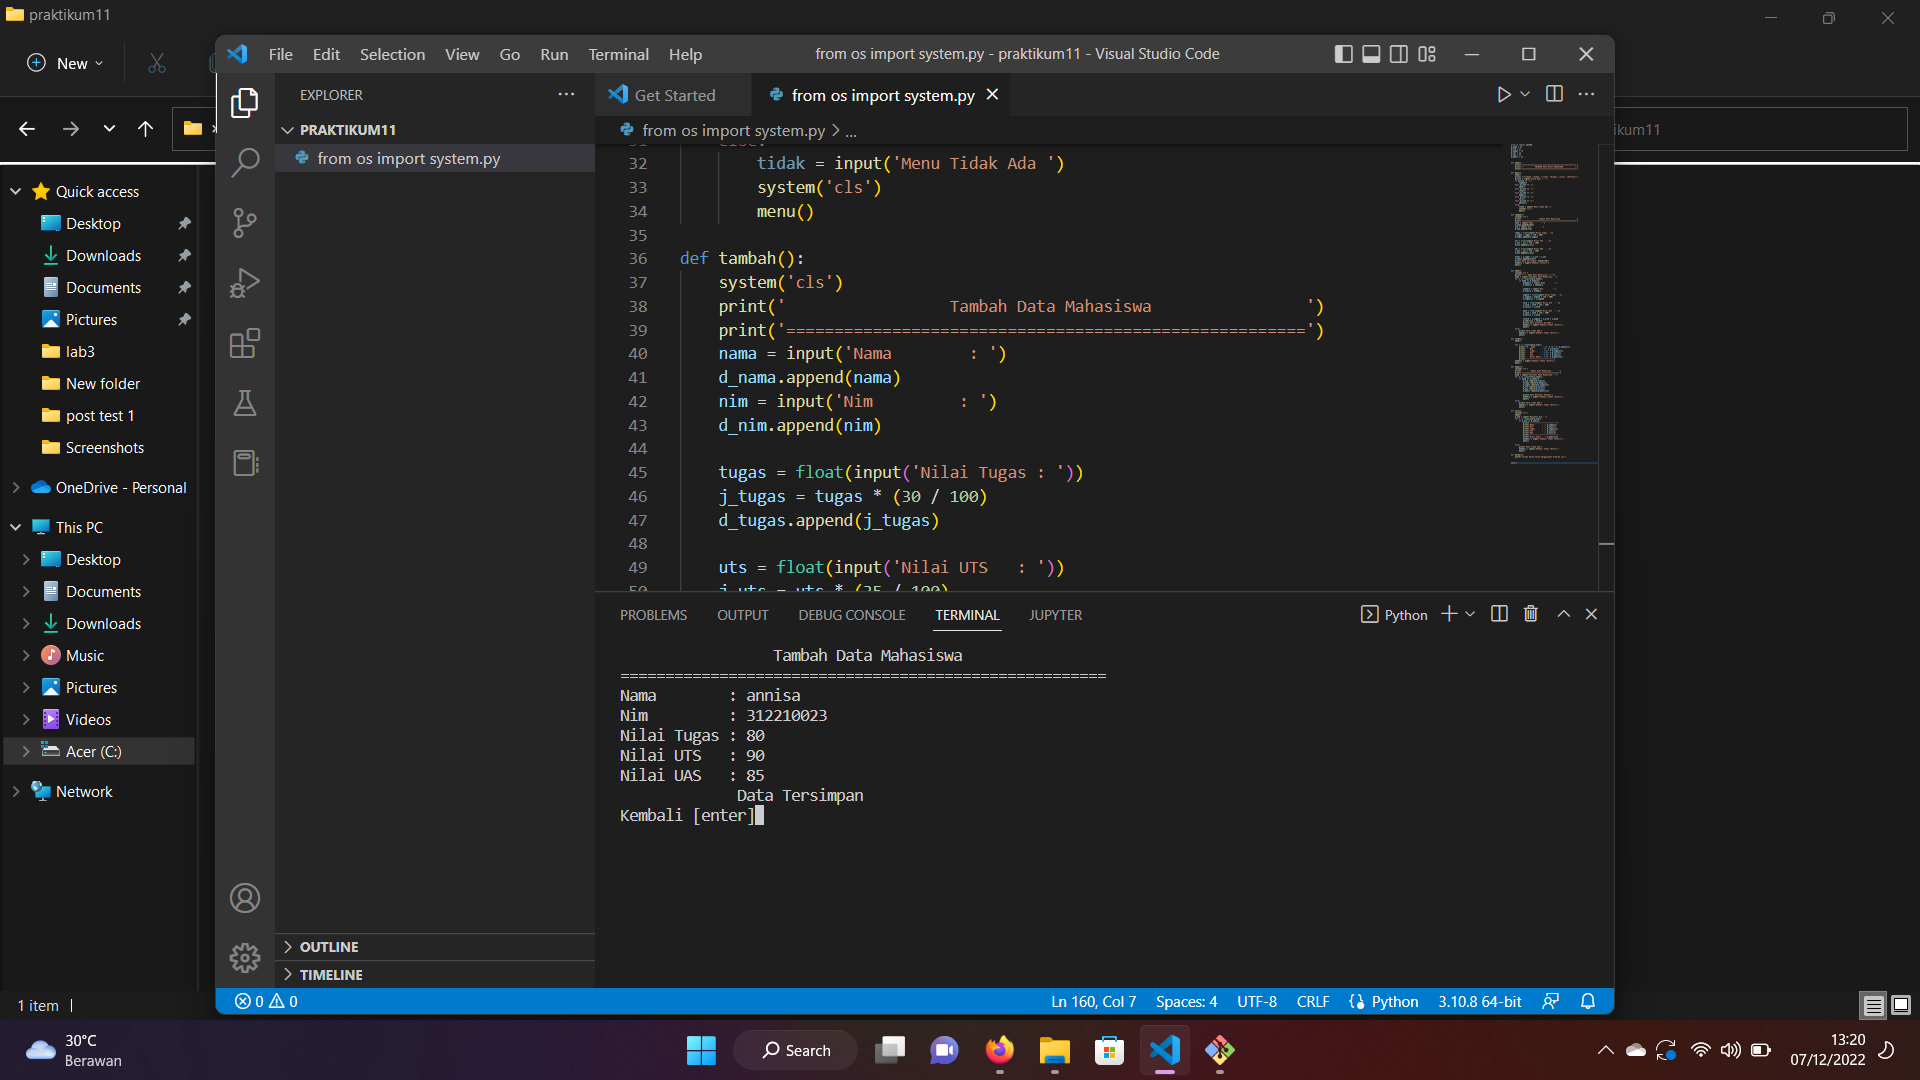 praktikum11
New
Quick access
Desktop
Downloads
Documents
Pictures
lab3
New folder
post test 1
Screenshots
OneDrive - Personal
This PC
Desktop
Documents
Downloads
Music
Pictures
Videos
Acer (C:)
Network
1 item
File Edit Selection View Go Run Terminal Help
from os import system.py - praktikum11 - Visual Studio Code
EXPLORER
PRAKTIKUM11
from os import system.py
OUTLINE
TIMELINE
Get Started
from os import system.py
from os import system.py > ...
32 tidak = input('Menu Tidak Ada ')
33 system('cls')
34 menu()
35
36 def tambah():
37 system('cls')
38 print('                 Tambah Data Mahasiswa                ')
39 print('======================================================')
40 nama = input('Nama        : ')
41 d_nama.append(nama)
42 nim = input('Nim         : ')
43 d_nim.append(nim)
44
45 tugas = float(input('Nilai Tugas : '))
46 j_tugas = tugas * (30 / 100)
47 d_tugas.append(j_tugas)
48
49 uts = float(input('Nilai UTS   : '))
PROBLEMS OUTPUT DEBUG CONSOLE TERMINAL JUPYTER
Python
Tambah Data Mahasiswa
======================================================
Nama        : annisa
Nim         : 312210023
Nilai Tugas : 80
Nilai UTS   : 90
Nilai UAS   : 85
Data Tersimpan
Kembali [enter]
0 0
Ln 160, Col 7 Spaces: 4 UTF-8 CRLF Python 3.10.8 64-bit
30°C
Berawan
Search
13:20
07/12/2022